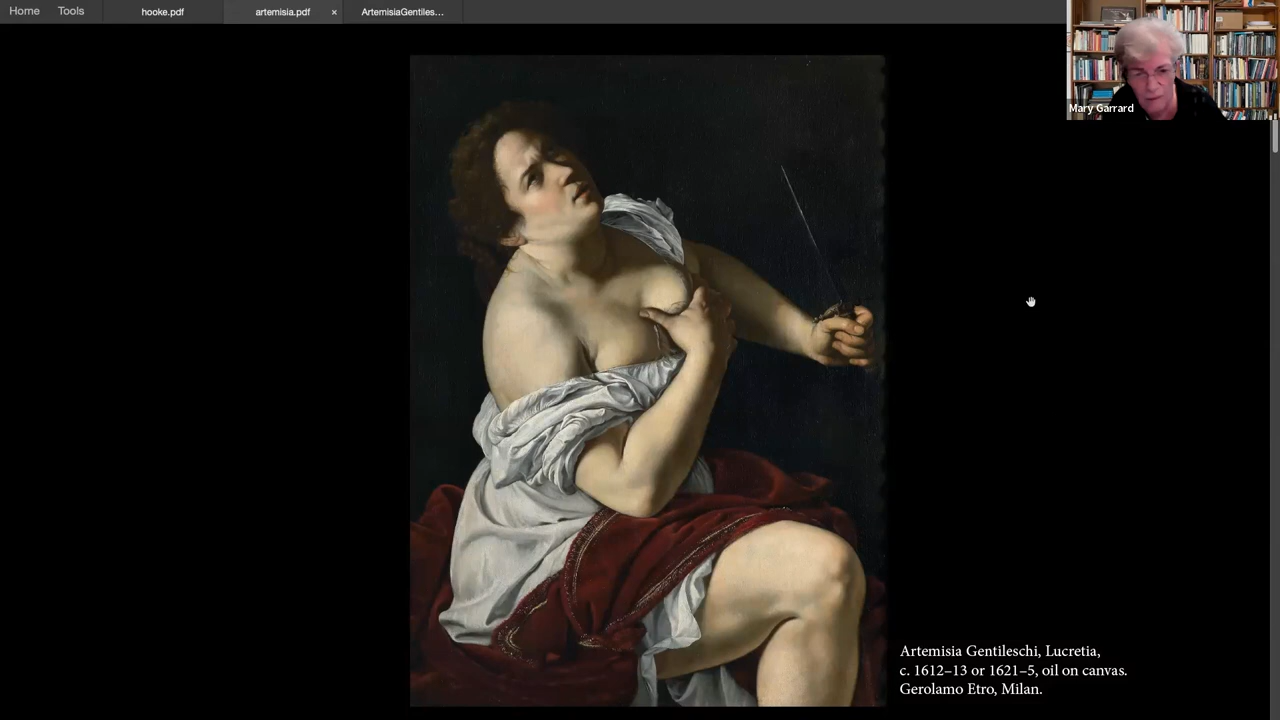 Home Tools hooke.pdf artemisia.pdf × ArtemisiaGentiles...
Mary Garrard
Artemisia Gentileschi, Lucretia,
c. 1612–13 or 1621–5, oil on canvas.
Gerolamo Etro, Milan.